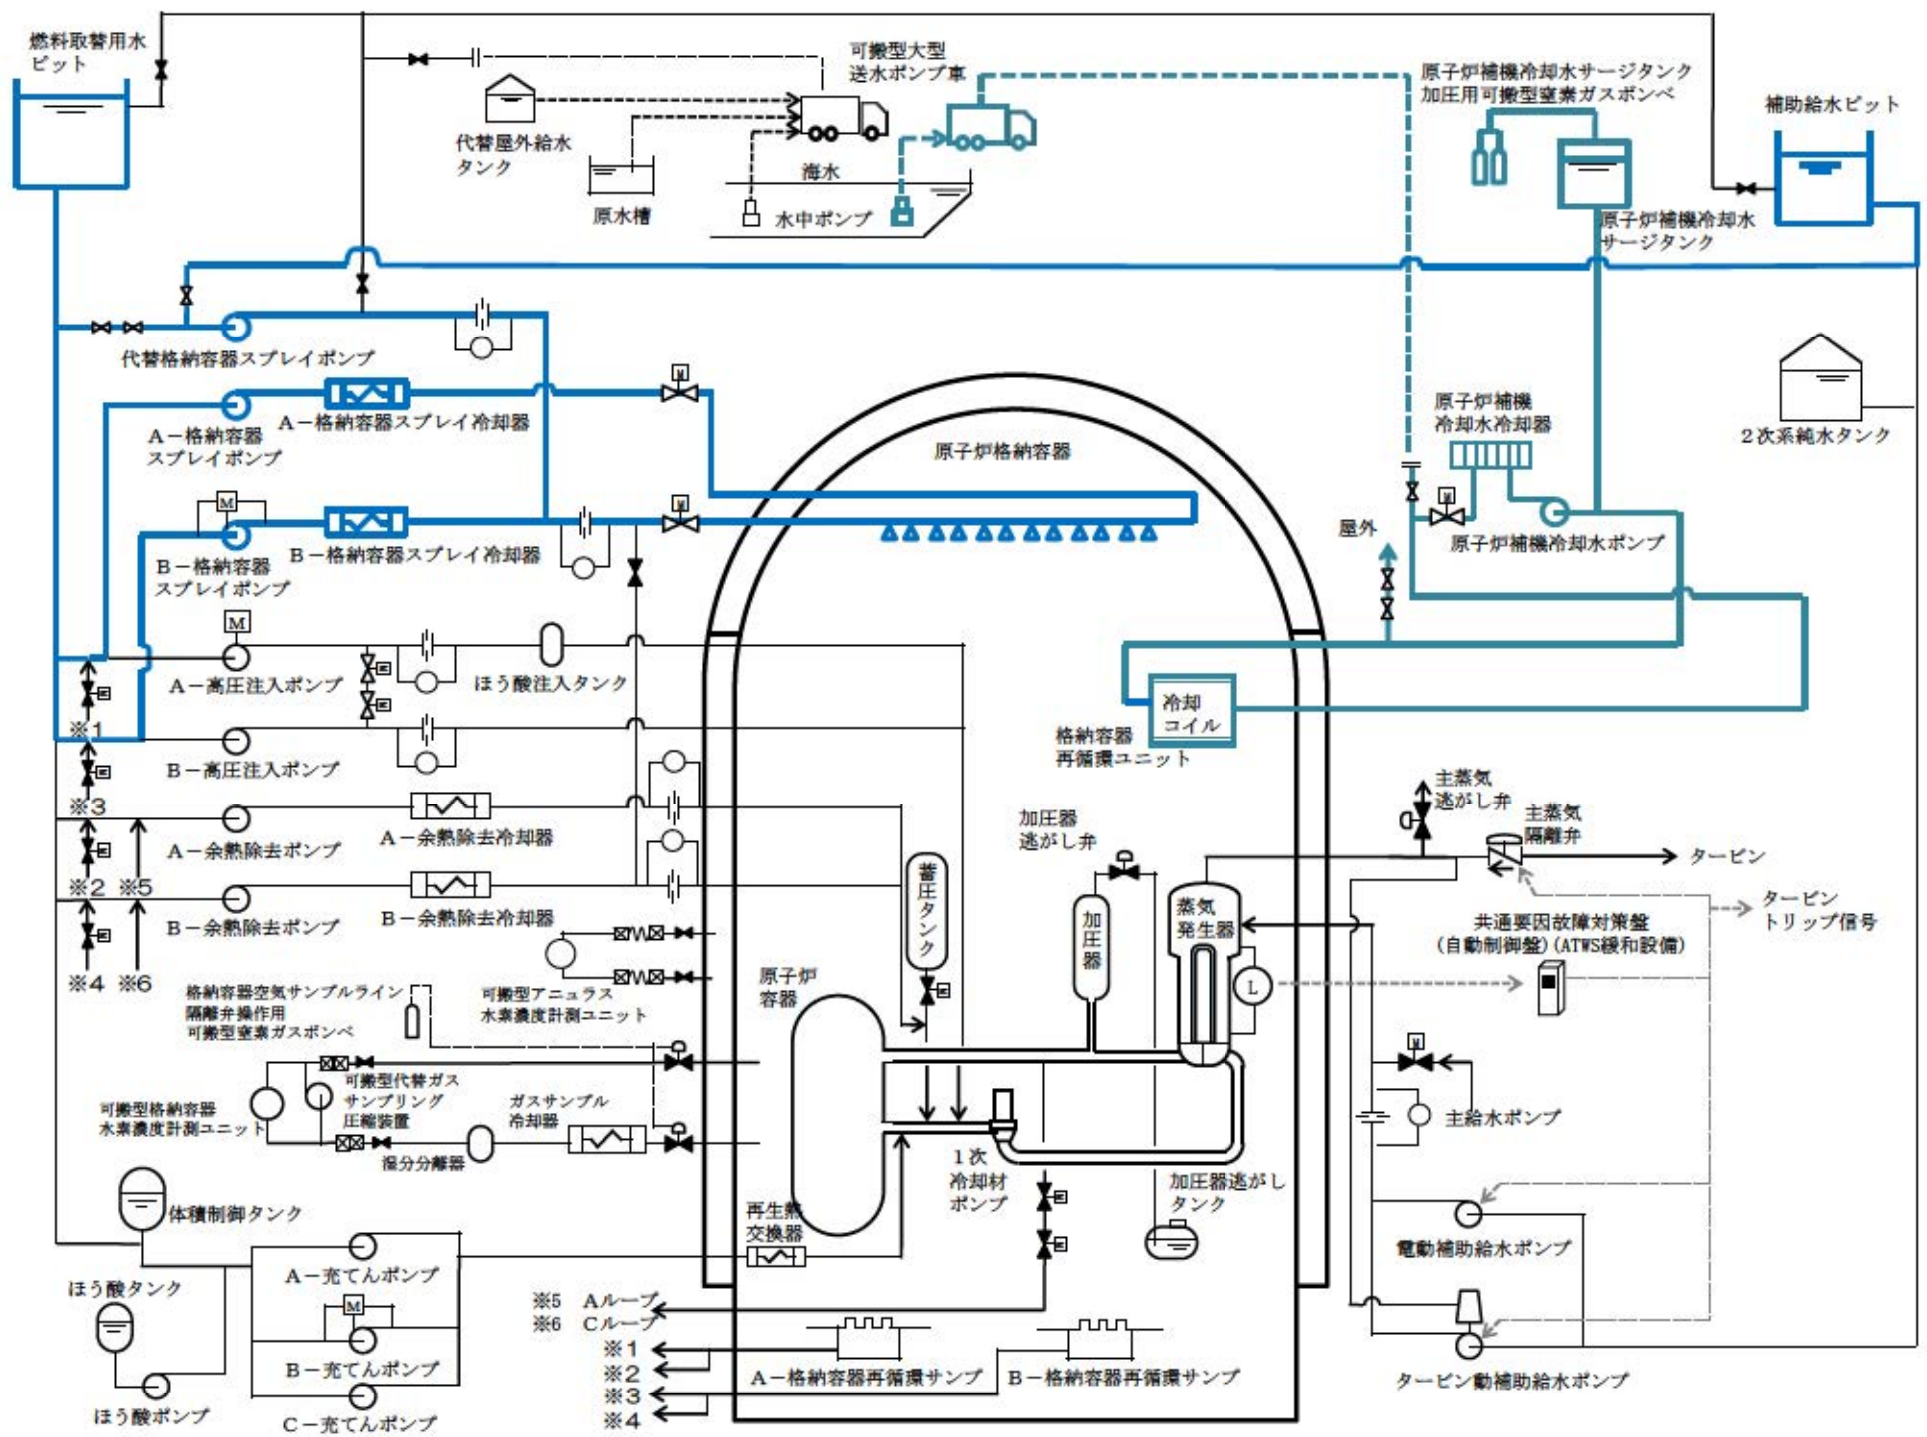 燃料取替用水
ピット
可搬型大型
送水ポンプ車
代替屋外給水
タンク
原水槽
海水
水中ポンプ
原子炉補機冷却水サージタンク
加圧用可搬型窒素ガスボンベ
補助給水ピット
原子炉補機冷却水
サージタンク
代替格納容器スプレイポンプ
A－格納容器
スプレイポンプ
A－格納容器スプレイ冷却器
M
M
B－格納容器
スプレイポンプ
B－格納容器スプレイ冷却器
M
原子炉格納容器
原子炉補機
冷却水冷却器
M
原子炉補機冷却水ポンプ
屋外
2次系純水タンク
M
A－高圧注入ポンプ
M
M
ほう酸注入タンク
M
※1
B－高圧注入ポンプ
M
※3
A－余熱除去ポンプ
A－余熱除去冷却器
M
※2 ※5
B－余熱除去ポンプ
B－余熱除去冷却器
M
※4 ※6
冷却
コイル
格納容器
再循環ユニット
主蒸気
逃がし弁
主蒸気
隔離弁
タービン
タービン
トリップ信号
共通要因故障対策盤
(自動制御盤)(ATWS緩和設備)
加圧器
逃がし弁
蓄圧タンク
M
加圧器
蒸気
発生器
L
原子炉
容器
格納容器空気サンプルライン
隔離弁操作用
可搬型窒素ガスボンベ
可搬型アニュラス
水素濃度計測ユニット
可搬型格納容器
水素濃度計測ユニット
可搬型代替ガス
サンプリング
圧縮装置
ガスサンプル
冷却器
湿分分離器
M
主給水ポンプ
1次
冷却材
ポンプ
M
M
加圧器逃がし
タンク
体積制御タンク
再生熱
交換器
電動補助給水ポンプ
ほう酸タンク
A－充てんポンプ
M
B－充てんポンプ
C－充てんポンプ
ほう酸ポンプ
※5 Aループ
※6 Cループ
※1
※2
※3
※4
A－格納容器再循環サンプ
B－格納容器再循環サンプ
タービン動補助給水ポンプ